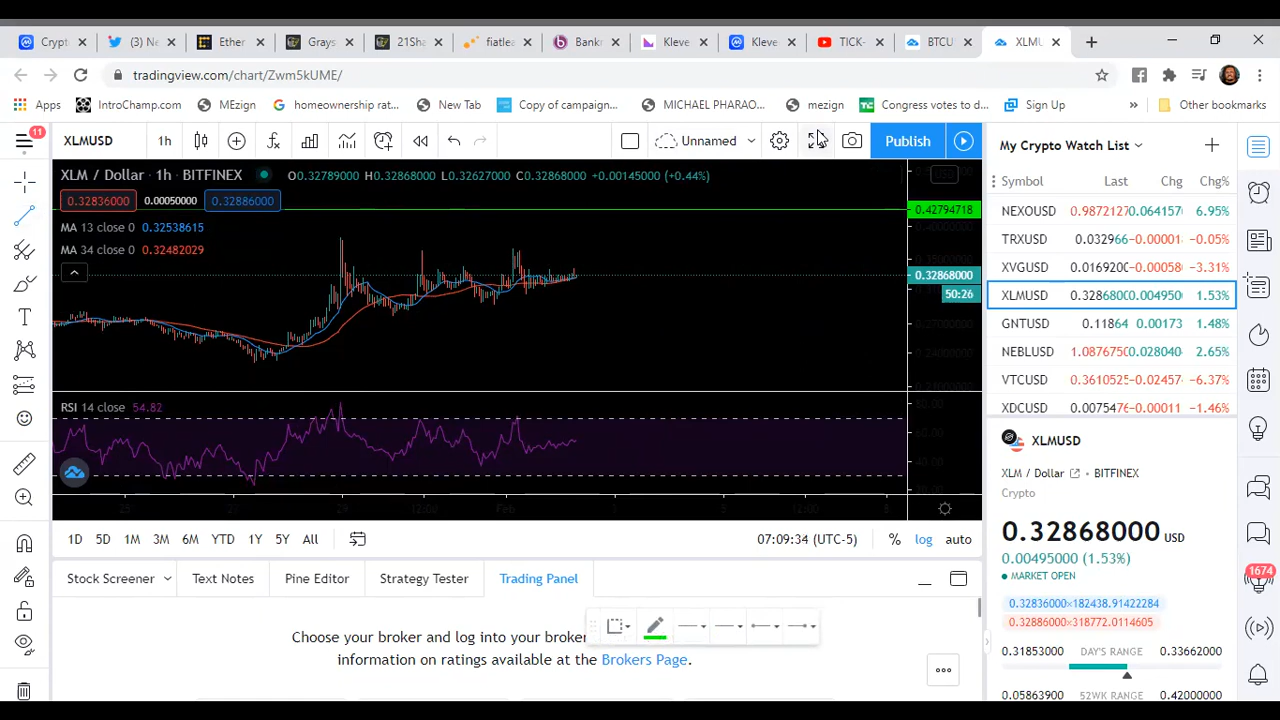 Crypt
(3) Ne
Ether
Grays
21Sha
fiatlea
Bankr
Kleve
Kleve
TICK-
BTCU
XLMU
tradingview.com/chart/Zwm5kUME/
Apps
IntroChamp.com
MEzign
homeownership rat...
New Tab
Copy of campaign...
MICHAEL PHARAO...
mezign
Congress votes to d...
Sign Up
»
Other bookmarks
11
XLMUSD
1h
Unnamed
Publish
XLM / Dollar · 1h · BITFINEX
O0.32789000 H0.32868000 L0.32627000 C0.32868000 +0.00145000 (+0.44%)
0.32836000 0.00050000 0.32886000
0.42794718
MA 13 close 0 0.32538615
MA 34 close 0 0.32482029
0.32868000
50:26
RSI 14 close 54.82
1D 5D 1M 3M 6M YTD 1Y 5Y All
07:09:34 (UTC-5)
% log auto
Stock Screener
Text Notes
Pine Editor
Strategy Tester
Trading Panel
Choose your broker and log into your broker
information on ratings available at the Brokers Page.
My Crypto Watch List
Symbol Last Chg Chg%
NEXOUSD 0.9872127 0.064157 6.95%
TRXUSD 0.032966 -0.00001 -0.05%
XVGUSD 0.016920 -0.00058 -3.31%
XLMUSD 0.328680 0.00495 1.53%
GNTUSD 0.11864 0.00173 1.48%
NEBLUSD 1.087675 0.02804 2.65%
VTCUSD 0.3610525 -0.02457 -6.37%
XDCUSD 0.0075476 -0.00011 -1.46%
XLMUSD
XLM / Dollar · BITFINEX
Crypto
0.32868000 USD
0.00495000 (1.53%)
MARKET OPEN
0.32836000×182438.91422284
0.32886000×318772.0114605
0.31853000 DAY'S RANGE 0.33662000
0.05863900 52WK RANGE 0.42000000
1674